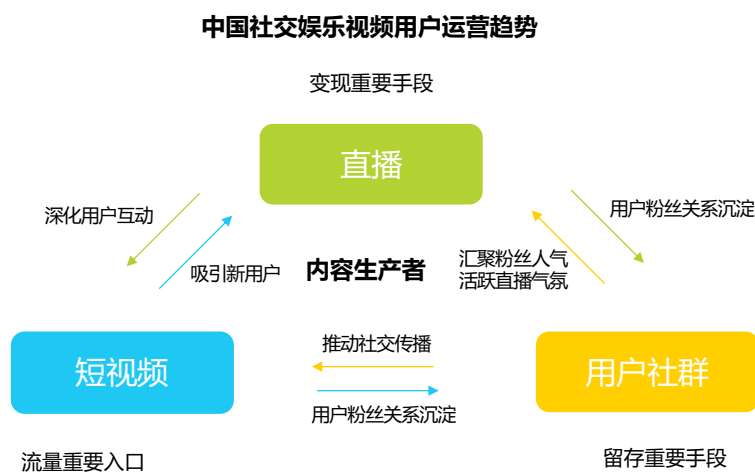 中国社交娱乐视频用户运营趋势
变现重要手段
直播
深化用户互动
用户粉丝关系沉淀
吸引新用户
内容生产者
汇聚粉丝人气
活跃直播气氛
短视频
推动社交传播
用户粉丝关系沉淀
用户社群
流量重要入口
留存重要手段